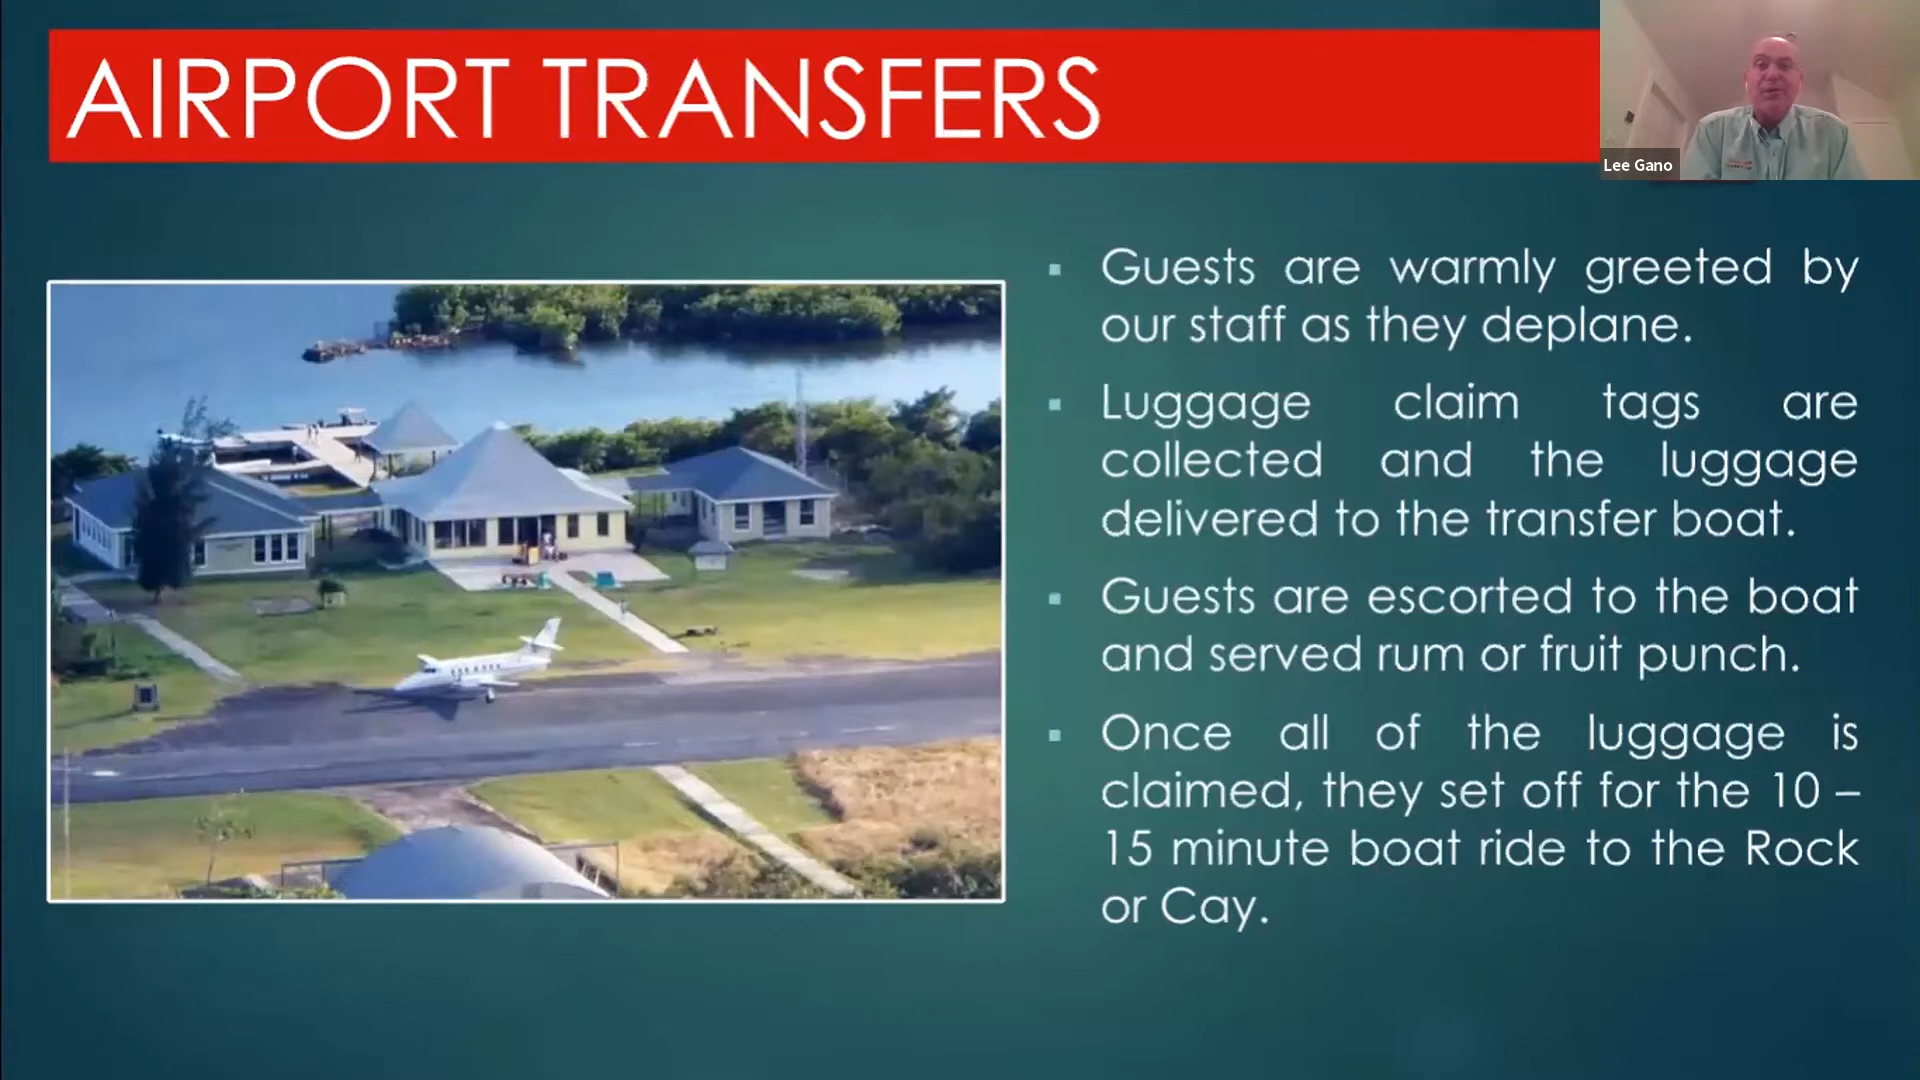 AIRPORT TRANSFERS
Lee Gano
Guests are warmly greeted by
our staff as they deplane.
Luggage claim tags are
collected and the luggage
delivered to the transfer boat.
Guests are escorted to the boat
and served rum or fruit punch.
Once all of the luggage is
claimed, they set off for the 10 –
15 minute boat ride to the Rock
or Cay.